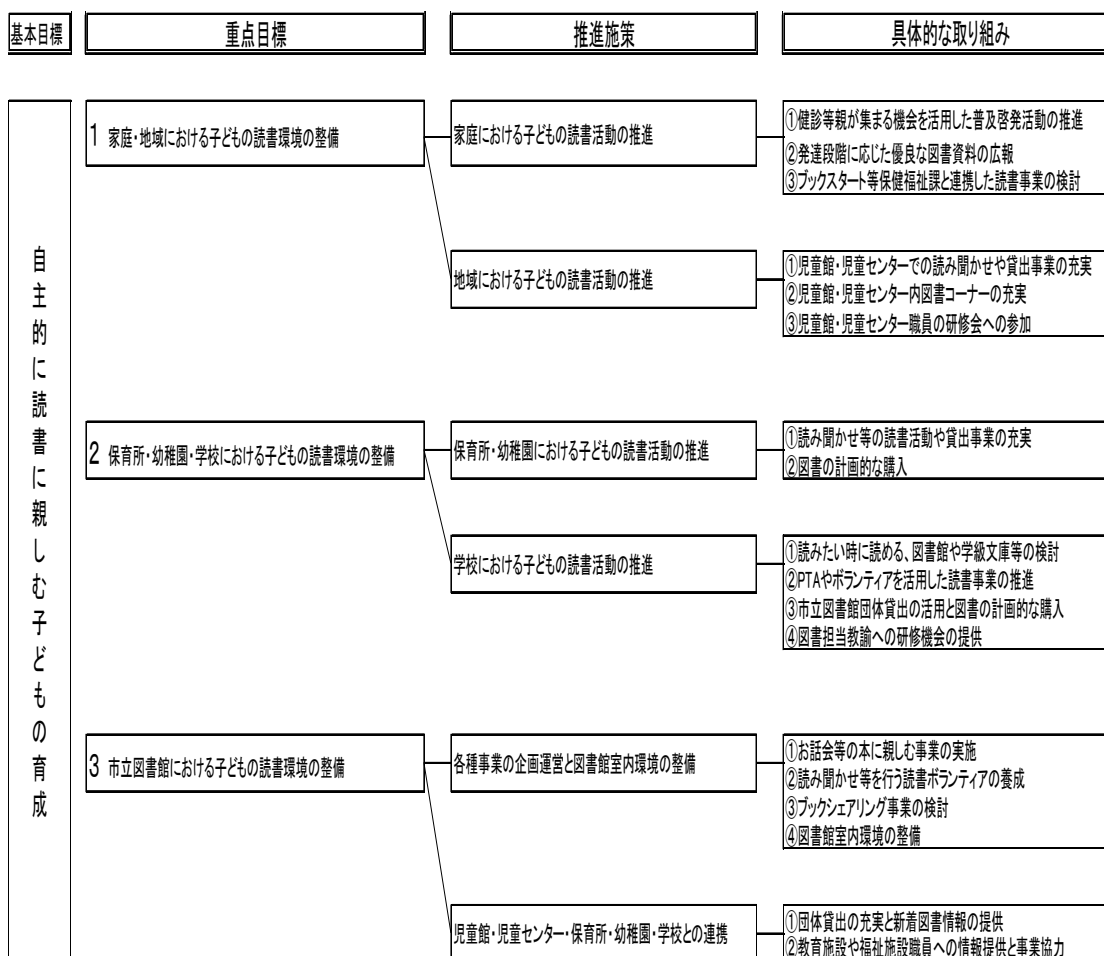 基本目標
重点目標
推進施策
具体的な取り組み
自主的に読書に親しむ子どもの育成
1 家庭・地域における子どもの読書環境の整備
家庭における子どもの読書活動の推進
①健診等親が集まる機会を活用した普及啓発活動の推進
②発達段階に応じた優良な図書資料の広報
③ブックスタート等保健福祉課と連携した読書事業の検討
地域における子どもの読書活動の推進
①児童館・児童センターでの読み聞かせや貸出事業の充実
②児童館・児童センター内図書コーナーの充実
③児童館・児童センター職員の研修会への参加
2 保育所・幼稚園・学校における子どもの読書環境の整備
保育所・幼稚園における子どもの読書活動の推進
①読み聞かせ等の読書活動や貸出事業の充実
②図書の計画的な購入
学校における子どもの読書活動の推進
①読みたい時に読める、図書館や学級文庫等の検討
②PTAやボランティアを活用した読書事業の推進
③市立図書館団体貸出の活用と図書の計画的な購入
④図書担当教諭への研修機会の提供
3 市立図書館における子どもの読書環境の整備
各種事業の企画運営と図書館室内環境の整備
①お話会等の本に親しむ事業の実施
②読み聞かせ等を行う読書ボランティアの養成
③ブックシェアリング事業の検討
④図書館室内環境の整備
児童館・児童センター・保育所・幼稚園・学校との連携
①団体貸出の充実と新着図書情報の提供
②教育施設や福祉施設職員への情報提供と事業協力